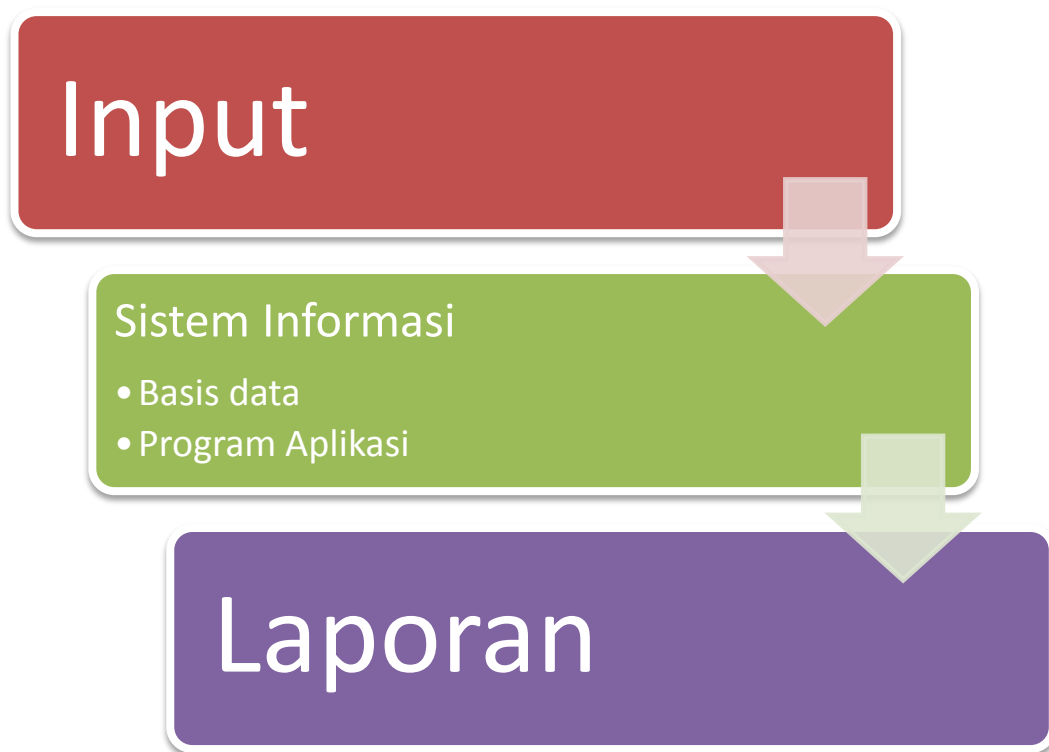 Input
Sistem Informasi
• Basis data
• Program Aplikasi
Laporan